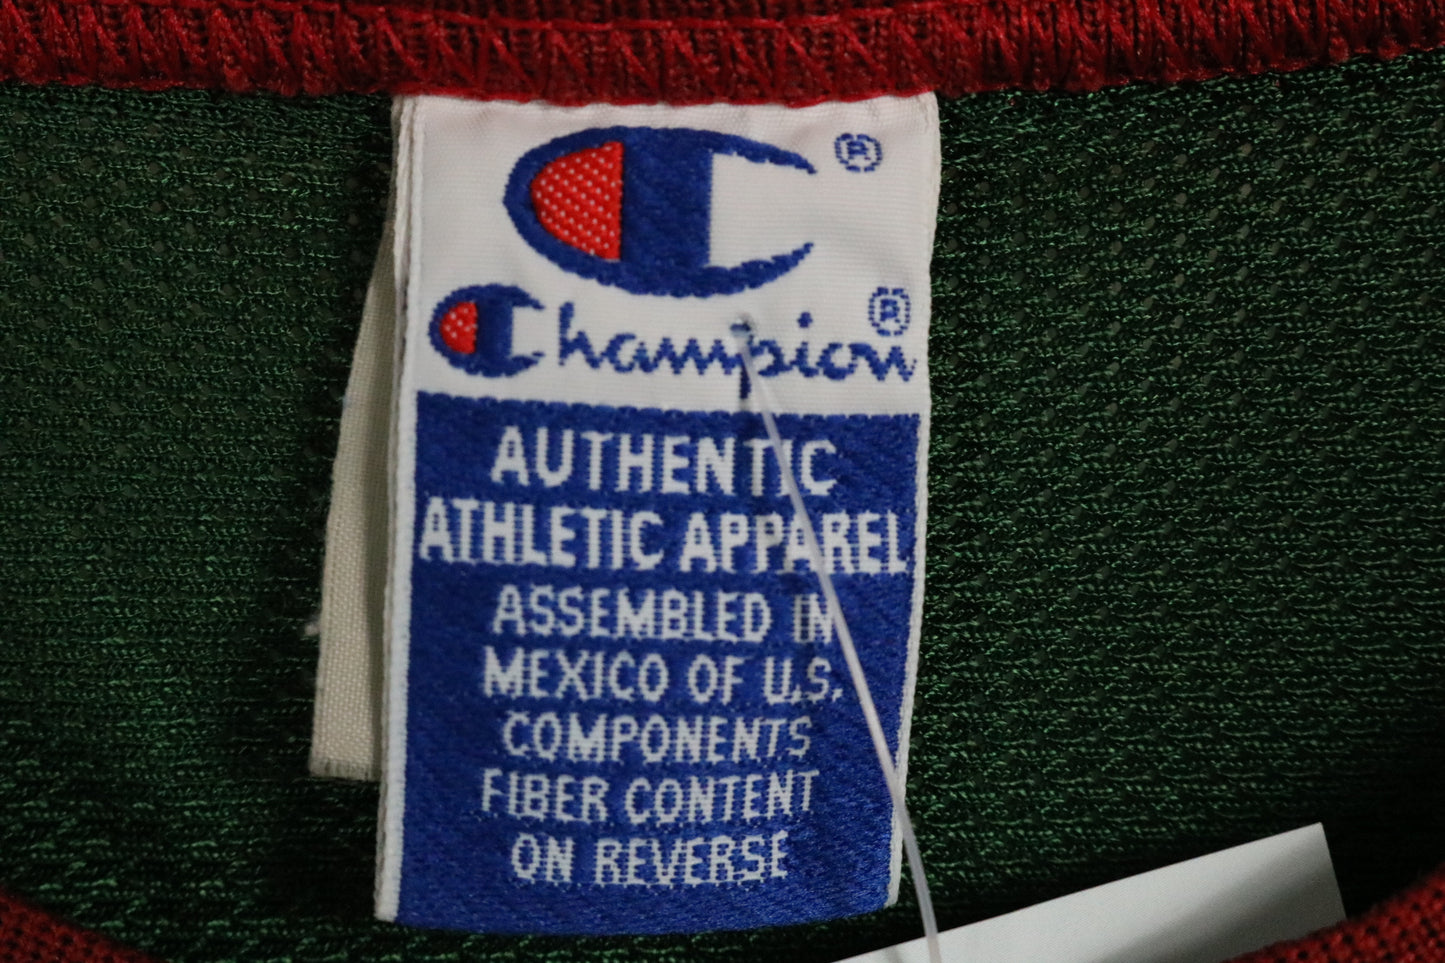 ®
Champion®
AUTHENTIC
ATHLETIC APPAREL
ASSEMBLED IN
MEXICO OF U.S.
COMPONENTS
FIBER CONTENT
ON REVERSE